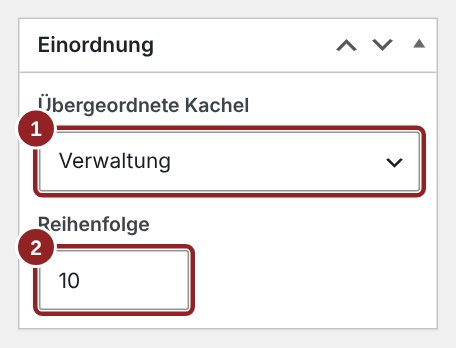 Einordnung
Übergeordnete Kachel
1
Verwaltung
Reihenfolge
2
10